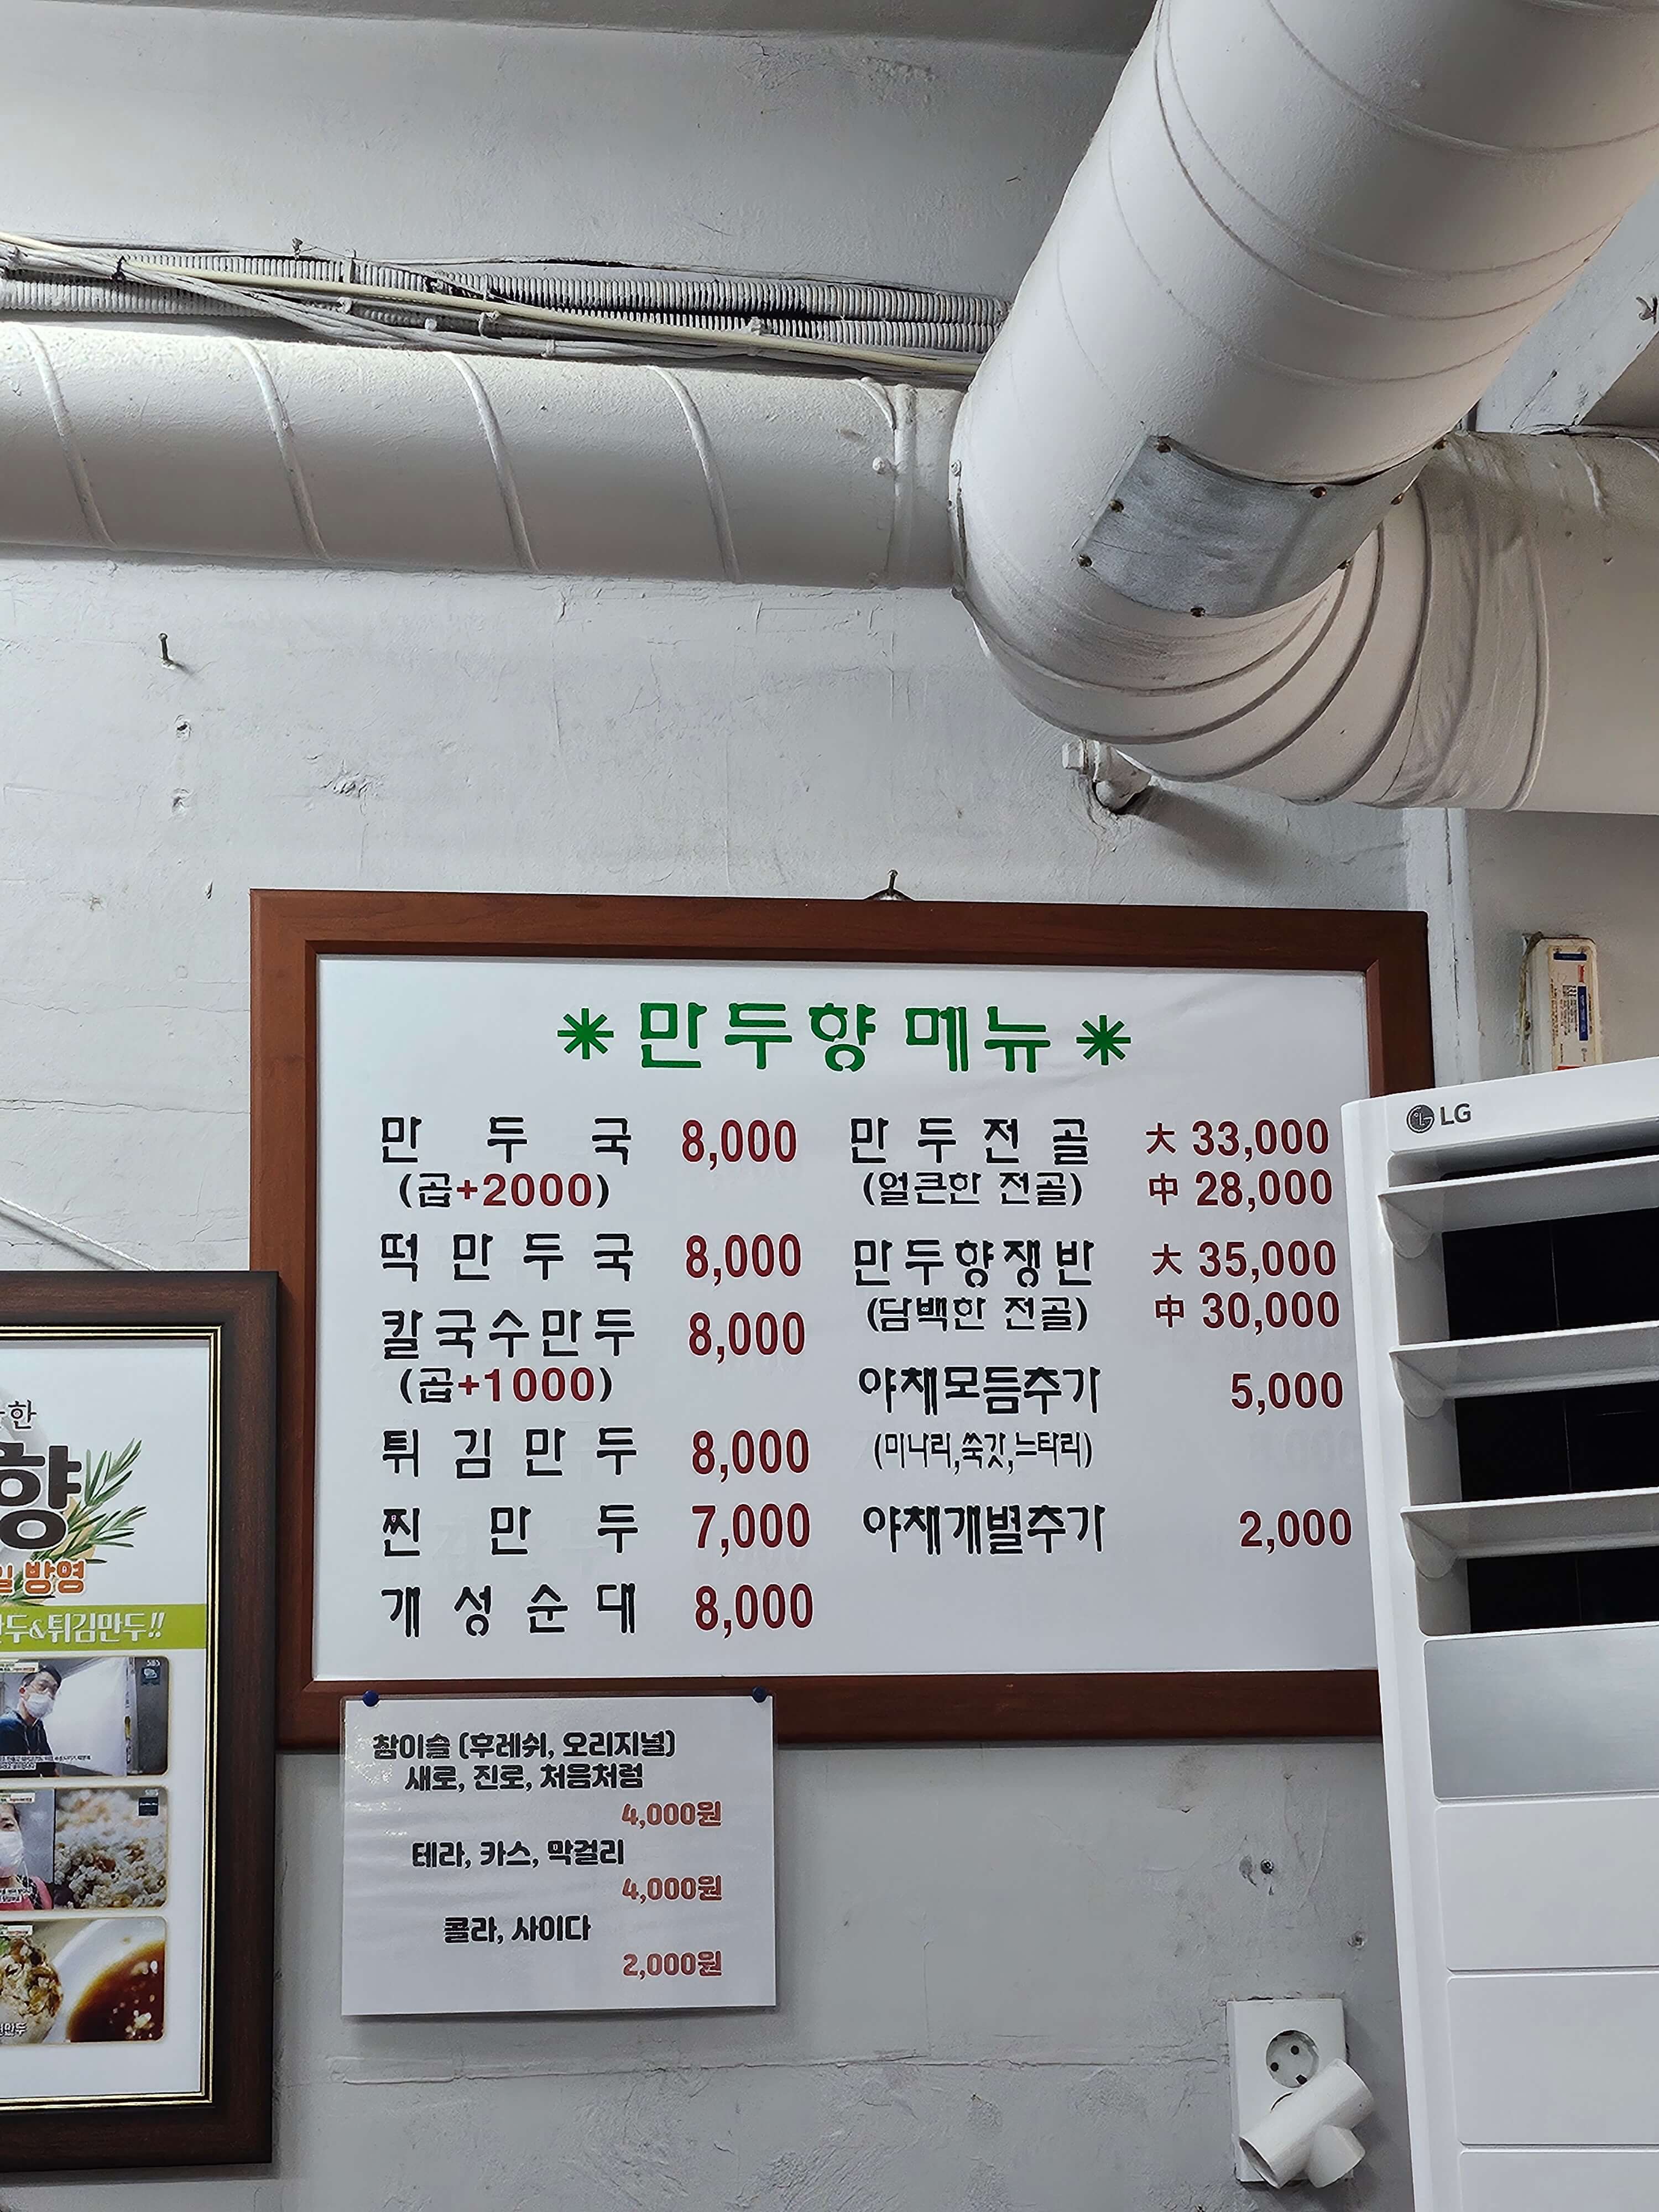 ✳만두향 메뉴✳
만두국 8,000
(곱+2000)
떡만두국 8,000
칼국수만두 8,000
(곱+1000)
튀김만두 8,000
찐만두 7,000
개성순대 8,000
만두전골 大 33,000
(얼큰한 전골) 中 28,000
만두향쟁반 大 35,000
(담백한 전골) 中 30,000
야채모듬추가 5,000
(미나리,쑥갓,느타리)
야채개별추가 2,000
참이슬 (후레쉬, 오리지널)
새로, 진로, 처음처럼
4,000원
테라, 카스, 막걸리
4,000원
콜라, 사이다
2,000원
한
향
일 방영
두&튀김만두!!
SBS
LG